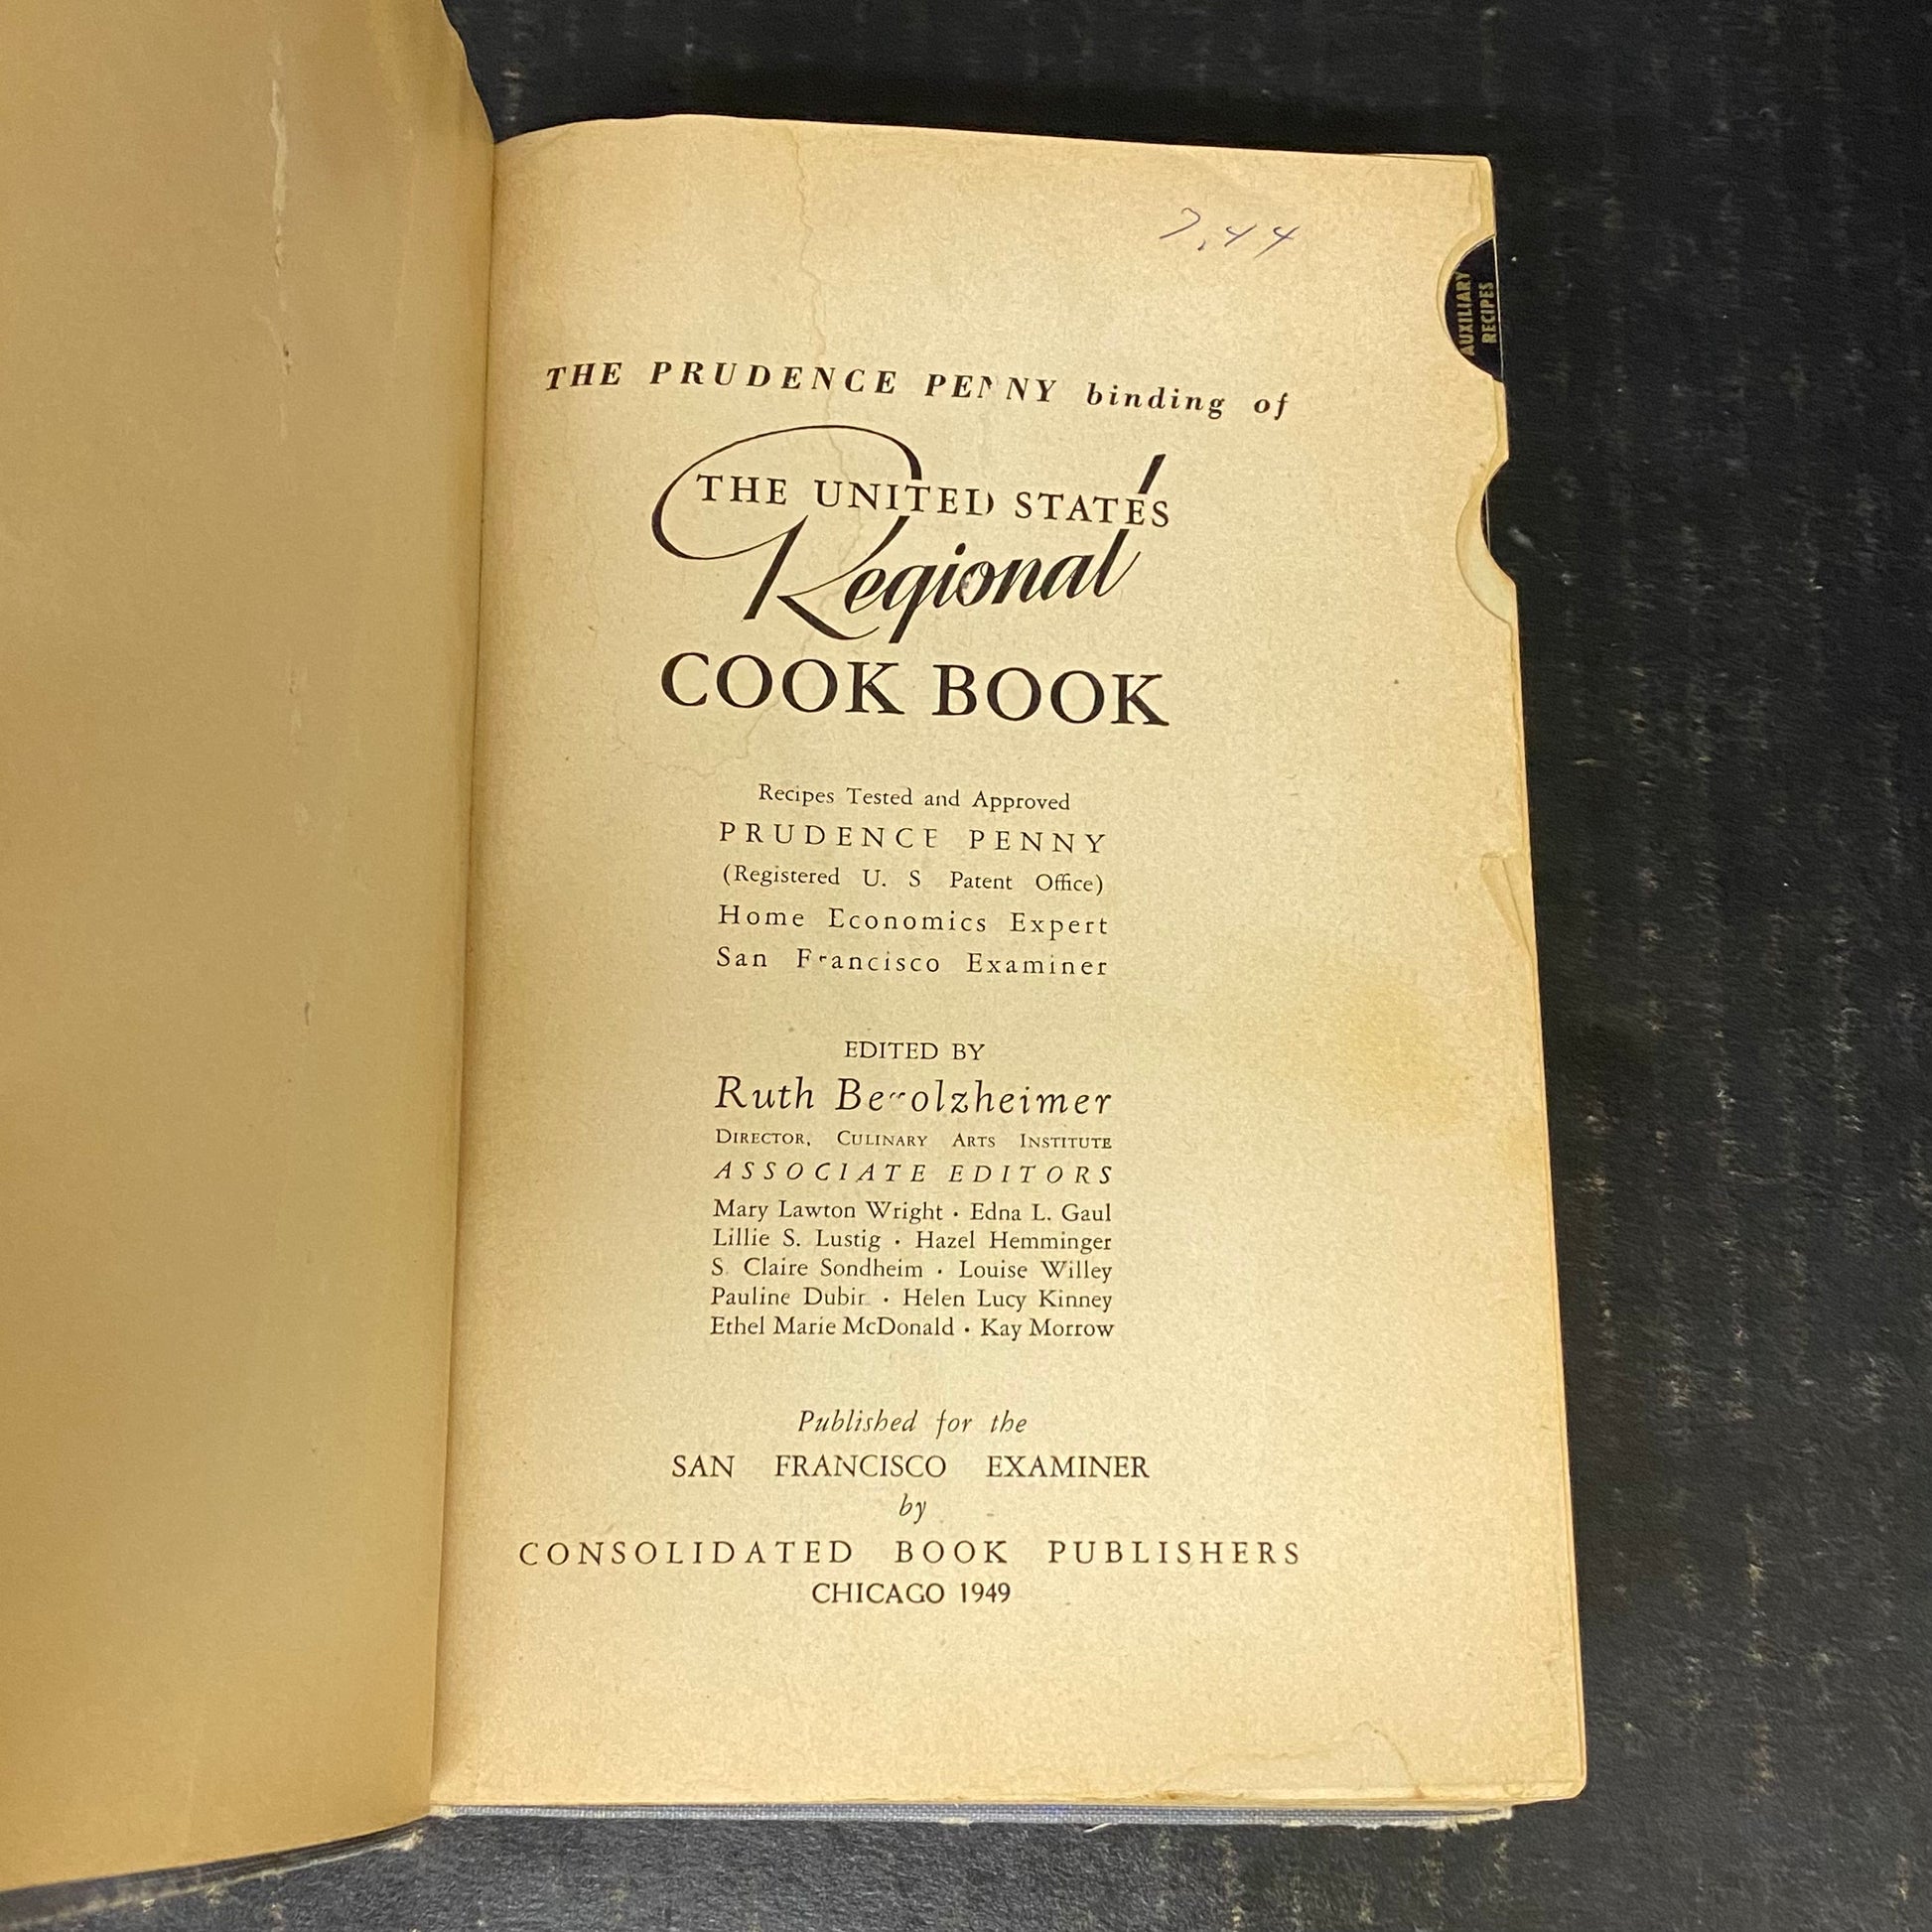 7.44
AUXILIARY
RECIPES
THE PRUDENCE PENNY binding of
THE UNITED STATES
Regional
COOK BOOK
Recipes Tested and Approved
PRUDENCE PENNY
(Registered U. S Patent Office)
Home Economics Expert
San Francisco Examiner
EDITED BY
Ruth Berolzheimer
DIRECTOR, CULINARY ARTS INSTITUTE
ASSOCIATE EDITORS
Mary Lawton Wright · Edna L. Gaul
Lillie S. Lustig · Hazel Hemminger
S. Claire Sondheim · Louise Willey
Pauline Dubin · Helen Lucy Kinney
Ethel Marie McDonald · Kay Morrow
Published for the
SAN FRANCISCO EXAMINER
by
CONSOLIDATED BOOK PUBLISHERS
CHICAGO 1949